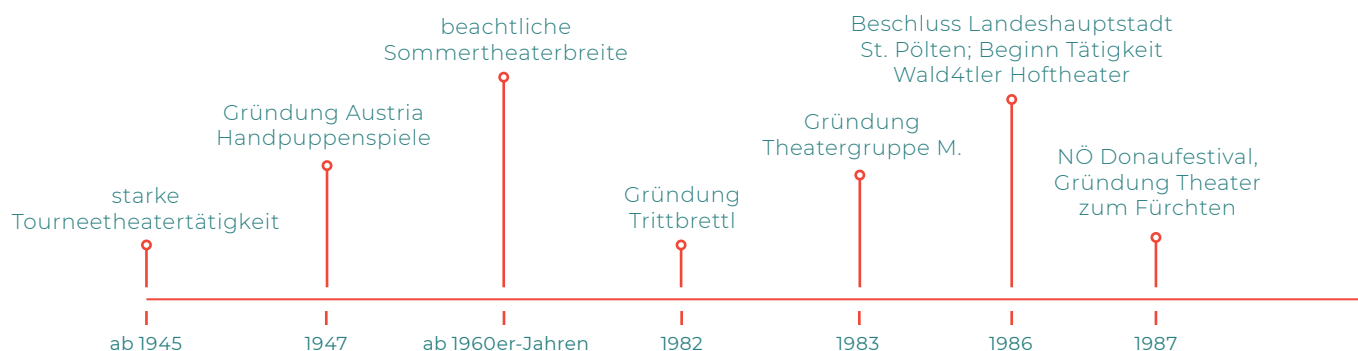 starke
Tourneetheatertätigkeit
ab 1945
Gründung Austria
Handpuppenspiele
1947
beachtliche
Sommertheaterbreite
ab 1960er-Jahren
Gründung
Trittbrettl
1982
Gründung
Theatergruppe M.
1983
Beschluss Landeshauptstadt
St. Pölten; Beginn Tätigkeit
Wald4tler Hoftheater
1986
NÖ Donaufestival,
Gründung Theater
zum Fürchten
1987